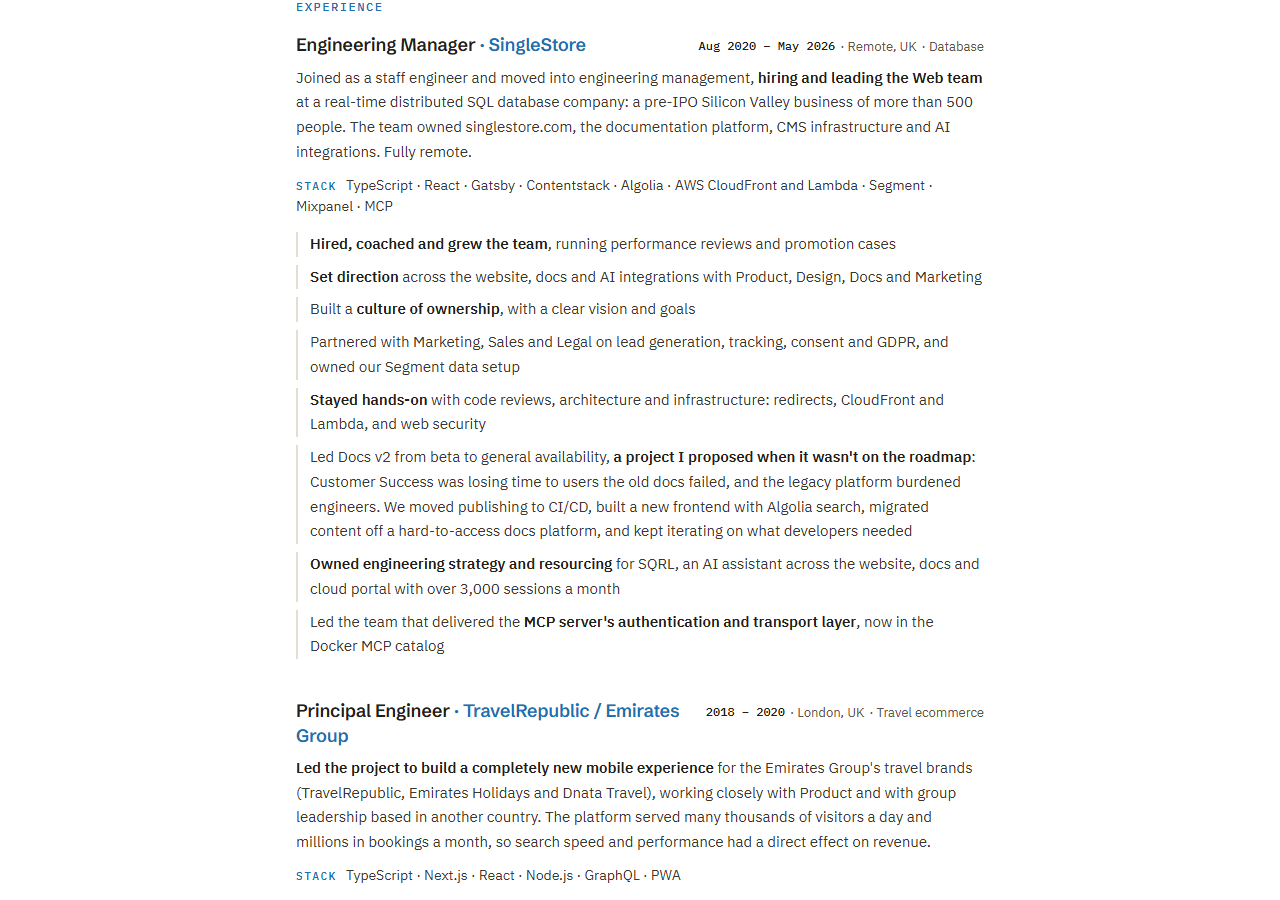 EXPERIENCE
Engineering Manager · SingleStore Aug 2020 – May 2026 · Remote, UK · Database
Joined as a staff engineer and moved into engineering management, hiring and leading the Web team
at a real-time distributed SQL database company: a pre-IPO Silicon Valley business of more than 500
people. The team owned singlestore.com, the documentation platform, CMS infrastructure and AI
integrations. Fully remote.
STACK TypeScript · React · Gatsby · Contentstack · Algolia · AWS CloudFront and Lambda · Segment ·
Mixpanel · MCP
Hired, coached and grew the team, running performance reviews and promotion cases
Set direction across the website, docs and AI integrations with Product, Design, Docs and Marketing
Built a culture of ownership, with a clear vision and goals
Partnered with Marketing, Sales and Legal on lead generation, tracking, consent and GDPR, and
owned our Segment data setup
Stayed hands-on with code reviews, architecture and infrastructure: redirects, CloudFront and
Lambda, and web security
Led Docs v2 from beta to general availability, a project I proposed when it wasn't on the roadmap:
Customer Success was losing time to users the old docs failed, and the legacy platform burdened
engineers. We moved publishing to CI/CD, built a new frontend with Algolia search, migrated
content off a hard-to-access docs platform, and kept iterating on what developers needed
Owned engineering strategy and resourcing for SQRL, an AI assistant across the website, docs and
cloud portal with over 3,000 sessions a month
Led the team that delivered the MCP server's authentication and transport layer, now in the
Docker MCP catalog
Principal Engineer · TravelRepublic / Emirates 2018 – 2020 · London, UK · Travel ecommerce
Group
Led the project to build a completely new mobile experience for the Emirates Group's travel brands
(TravelRepublic, Emirates Holidays and Dnata Travel), working closely with Product and with group
leadership based in another country. The platform served many thousands of visitors a day and
millions in bookings a month, so search speed and performance had a direct effect on revenue.
STACK TypeScript · Next.js · React · Node.js · GraphQL · PWA